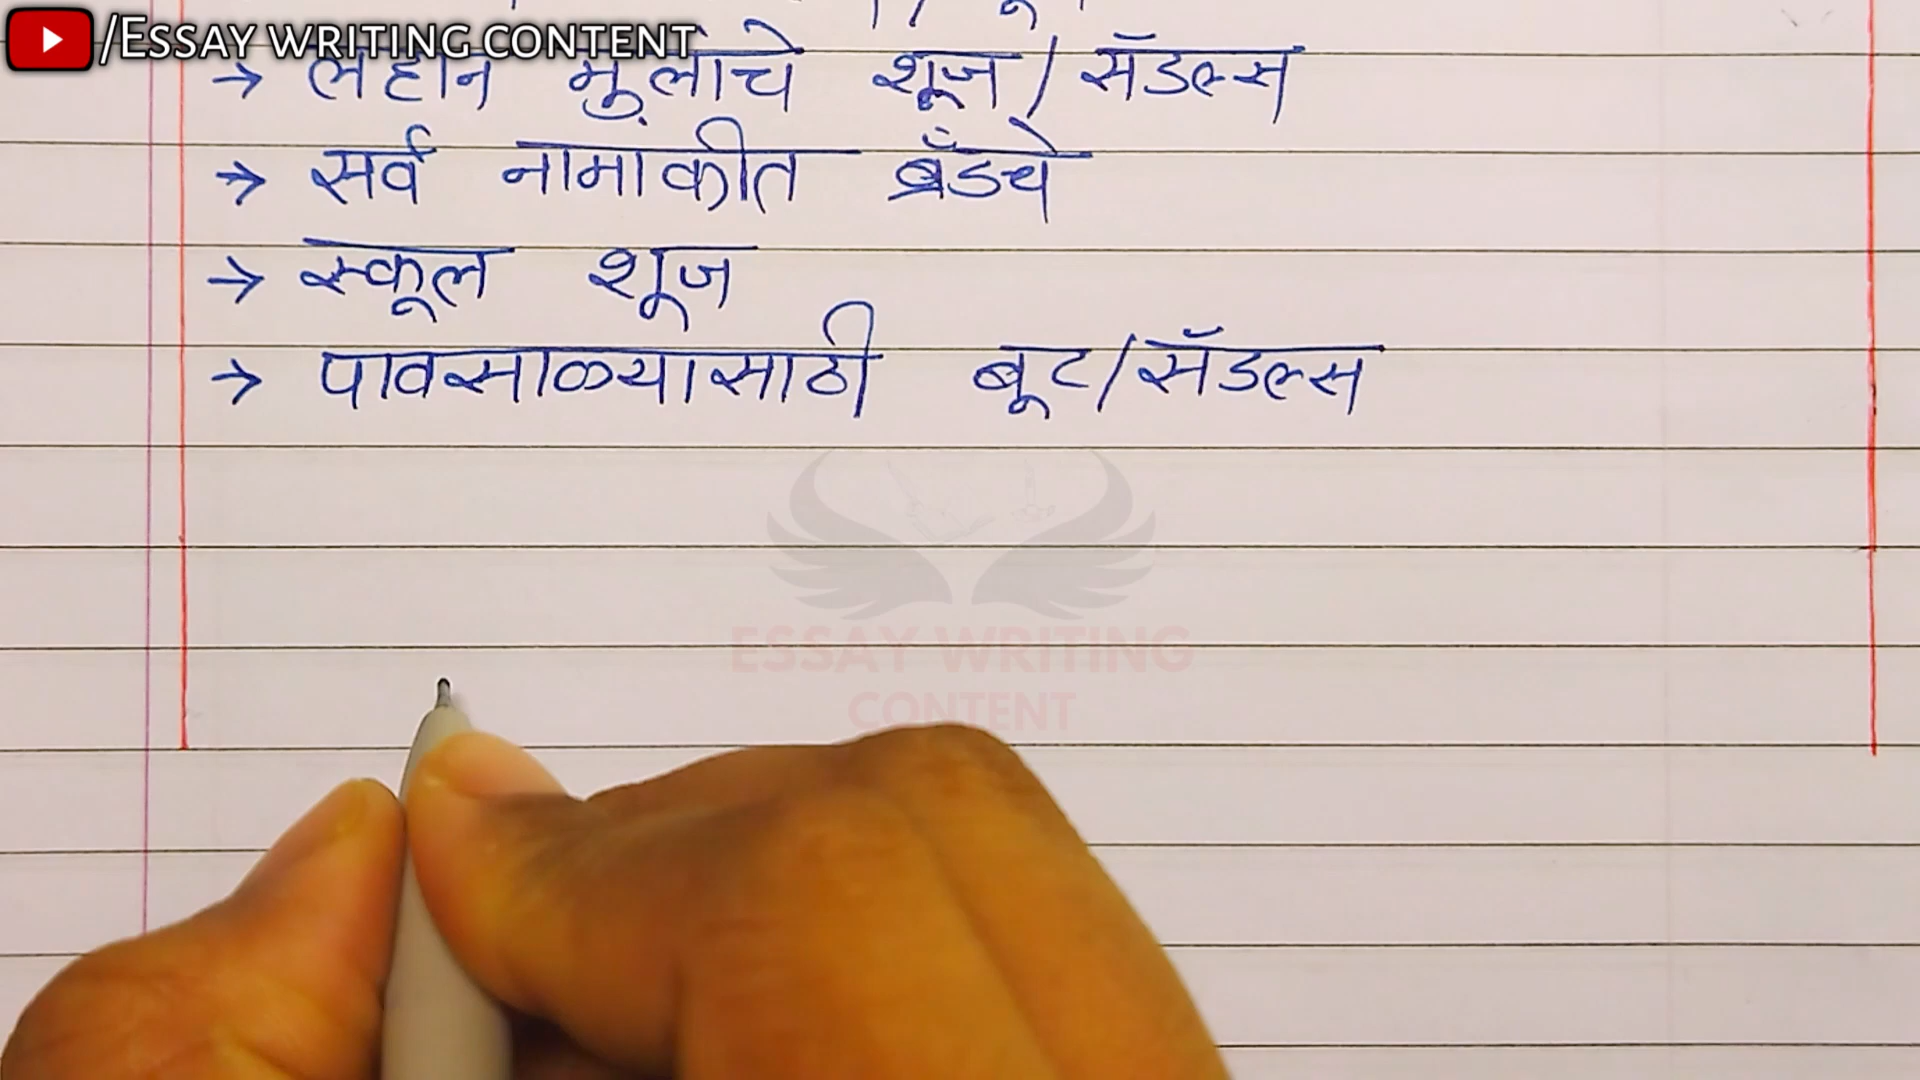 /ESSAY WRITING CONTENT
→ लहान मुलांचे शूज/सँडल्स
→ सर्व नामाकीत ब्रँडचे
→ स्कूल शूज
→ पावसाळ्यासाठी बूट/सँडल्स
ESSAY WRITING
CONTENT